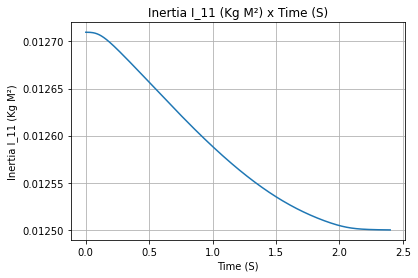 Inertia I_11 (Kg M²) x Time (S)
Inertia I_11 (Kg M²)
0.01270
0.01265
0.01260
0.01255
0.01250
0.0 0.5 1.0 1.5 2.0 2.5
Time (S)